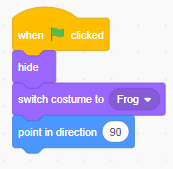 when clicked
hide
switch costume to Frog
point in direction 90